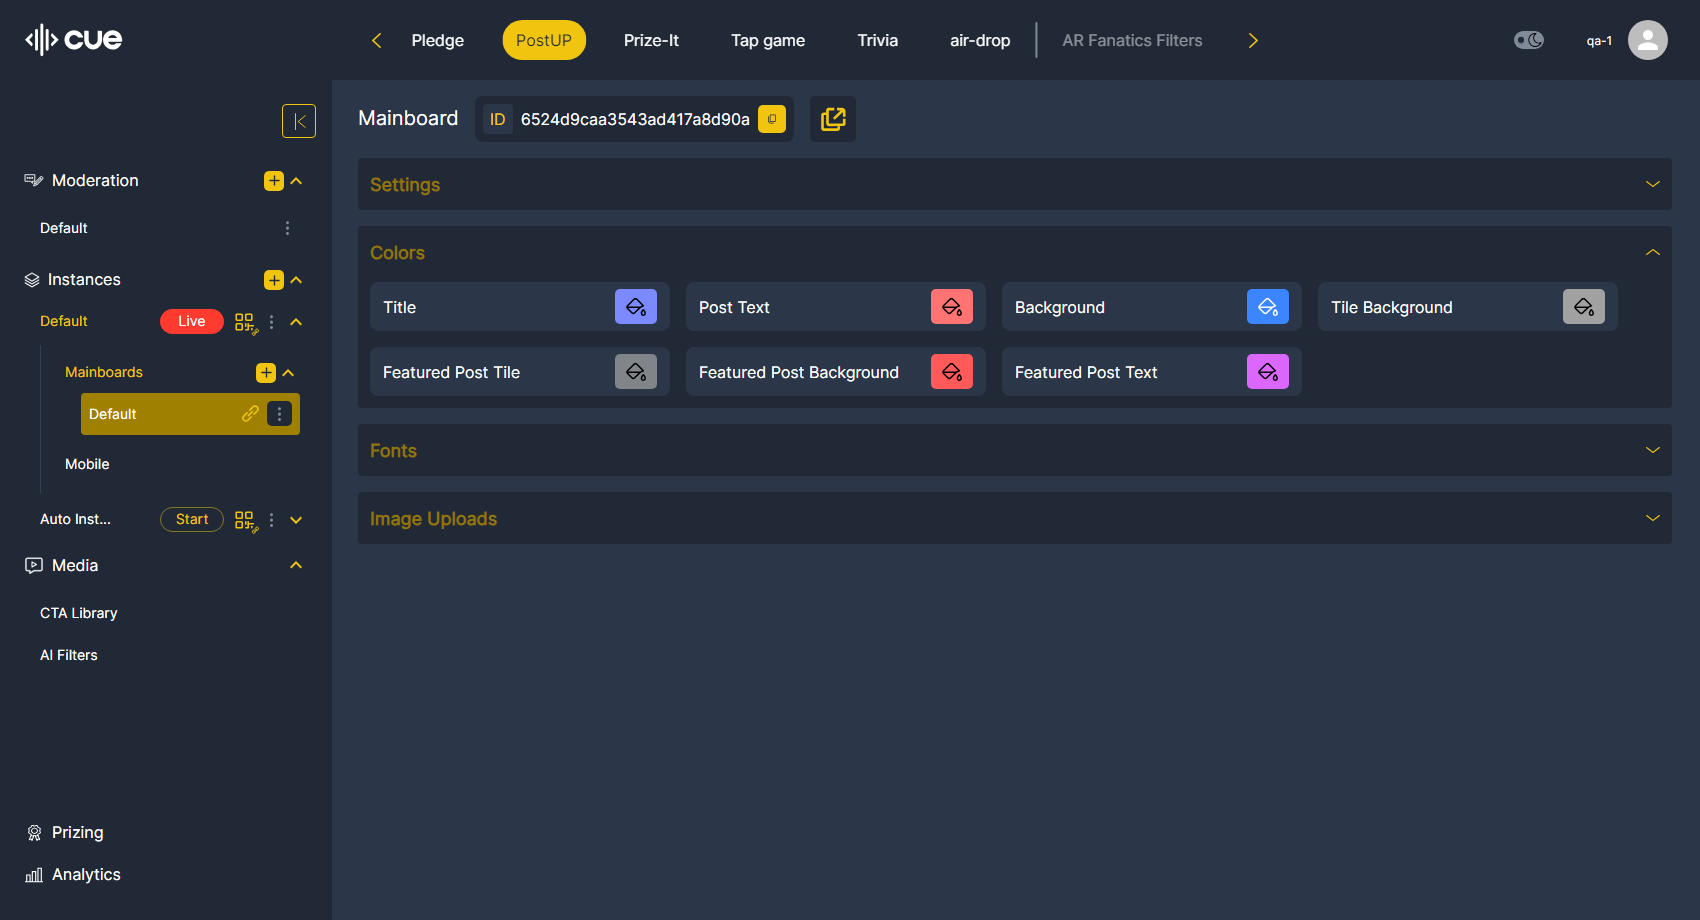 cue
Pledge
PostUP
Prize-It
Tap game
Trivia
air-drop
AR Fanatics Filters
qa-1
Moderation
Default
Instances
Default
Live
Mainboards
Default
Mobile
Auto Inst...
Start
Media
CTA Library
AI Filters
Prizing
Analytics
Mainboard
ID 6524d9caa3543ad417a8d90a
Settings
Colors
Title
Post Text
Background
Tile Background
Featured Post Tile
Featured Post Background
Featured Post Text
Fonts
Image Uploads